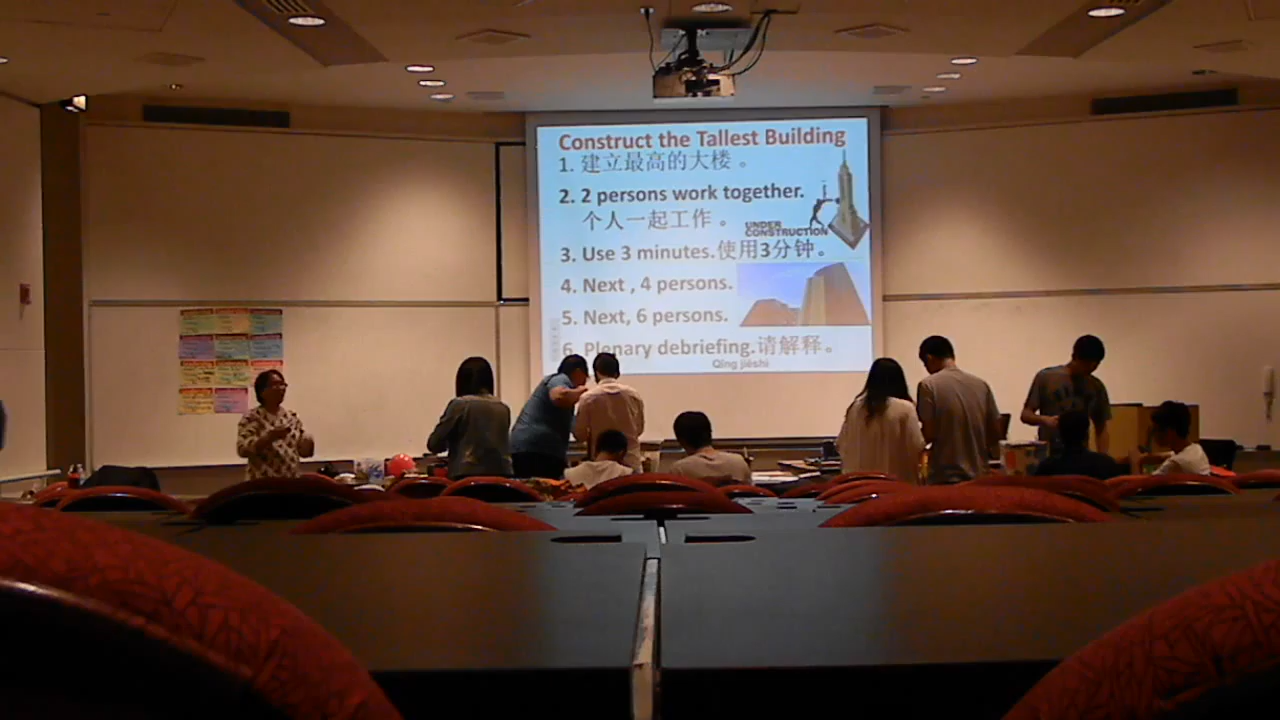 Construct the Tallest Building
1. 建立最高的大楼 。
2. 2 persons work together.
个人一起工作 。
UNDER
CONSTRUCTION
3. Use 3 minutes.使用3分钟。
4. Next , 4 persons.
5. Next, 6 persons.
6. Plenary debriefing.请解释。
Qing jiěshi